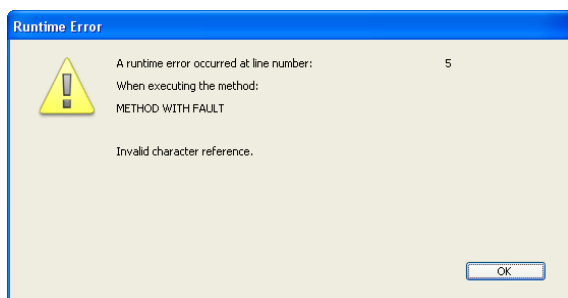 Runtime Error
A runtime error occurred at line number: 5
When executing the method:
METHOD WITH FAULT
Invalid character reference.
OK